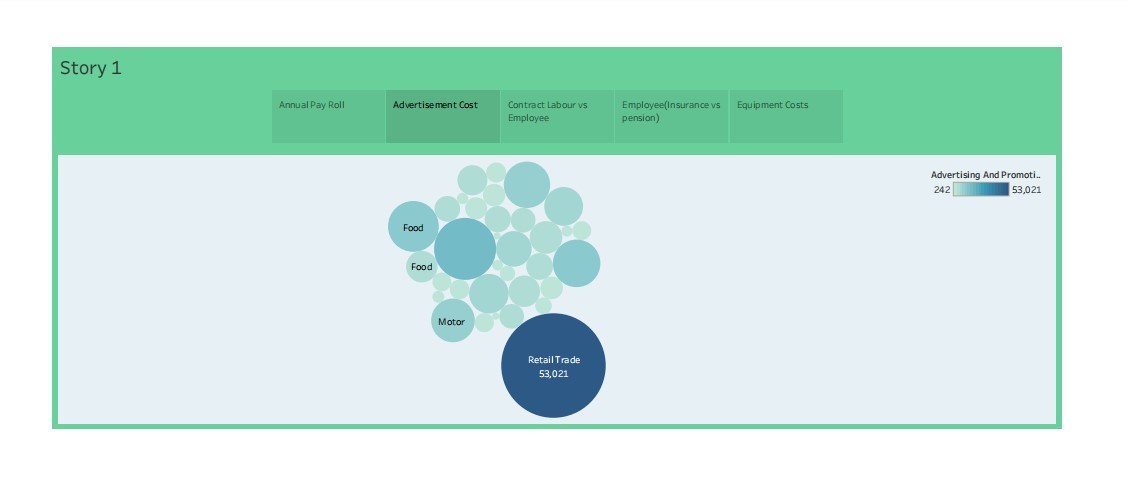 Story 1
Annual Pay Roll
Advertisement Cost
Contract Labour vs
Employee
Employee(Insurance vs
pension)
Equipment Costs
Advertising And Promoti..
242
53,021
Food
Food
Motor
Retail Trade
53,021